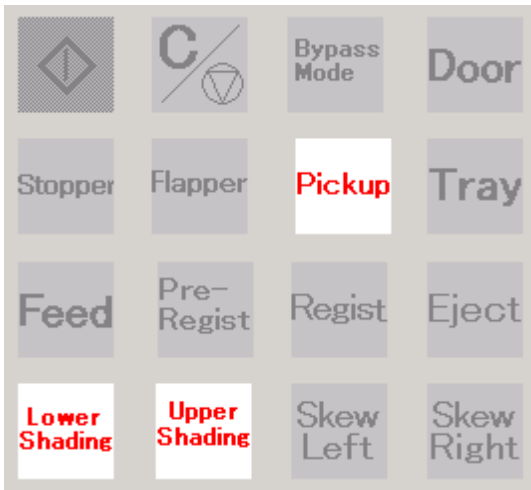 C
Bypass
Mode
Door
Stopper
Flapper
Pickup
Tray
Feed
Pre-
Regist
Regist
Eject
Lower
Shading
Upper
Shading
Skew
Left
Skew
Right